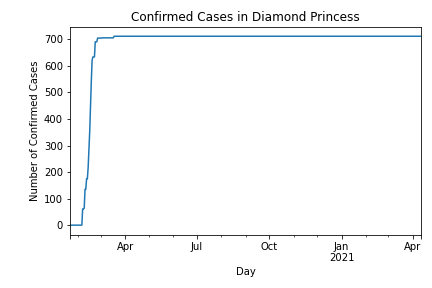 Confirmed Cases in Diamond Princess
Number of Confirmed Cases
700
600
500
400
300
200
100
0
Apr
Jul
Oct
Jan
2021
Apr
Day